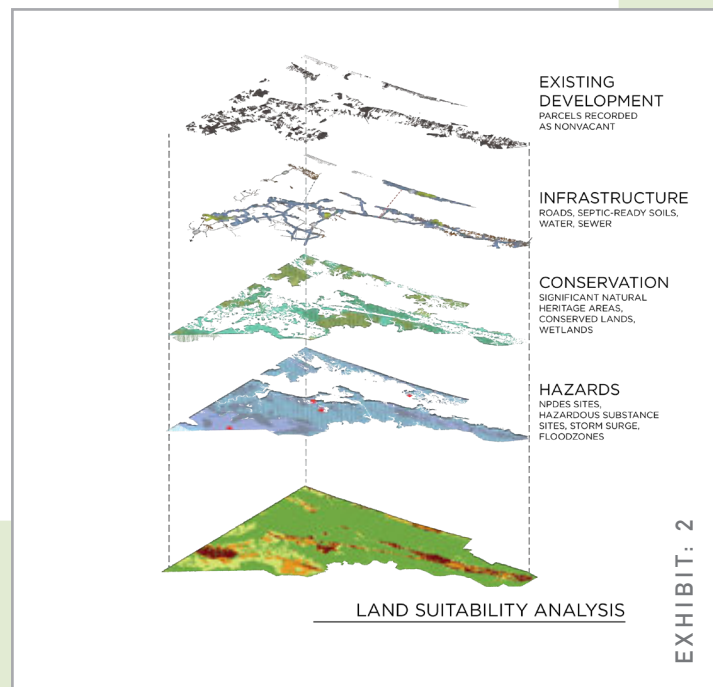 EXISTING
DEVELOPMENT
PARCELS RECORDED
AS NONVACANT
INFRASTRUCTURE
ROADS, SEPTIC-READY SOILS,
WATER, SEWER
CONSERVATION
SIGNIFICANT NATURAL
HERITAGE AREAS,
CONSERVED LANDS,
WETLANDS
HAZARDS
NPDES SITES,
HAZARDOUS SUBSTANCE
SITES, STORM SURGE,
FLOODZONES
LAND SUITABILITY ANALYSIS
EXHIBIT: 2